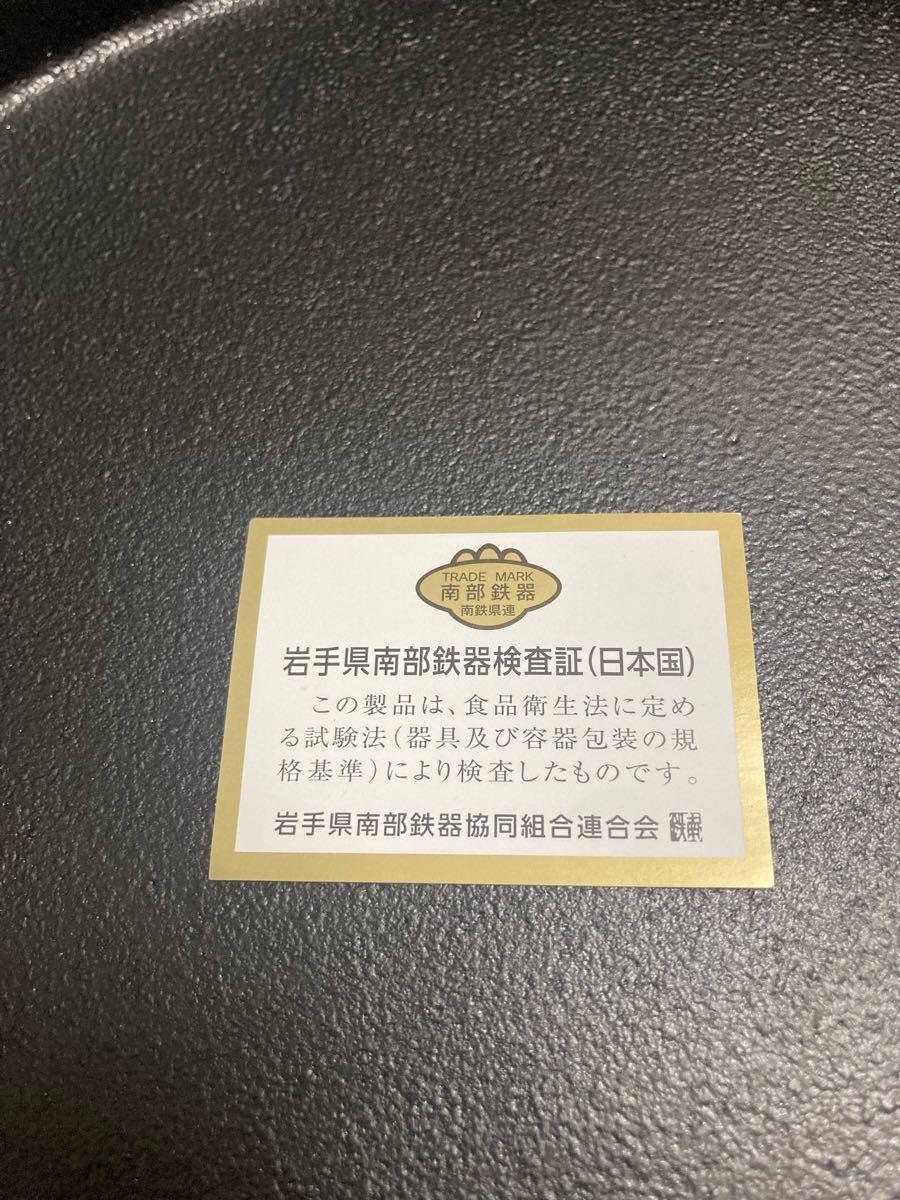 TRADE MARK
南部鉄器
南鉄県連
岩手県南部鉄器検査証(日本国)
この製品は、食品衛生法に定め
る試験法(器具及び容器包装の規
格基準)により検査したものです。
岩手県南部鉄器協同組合連合会